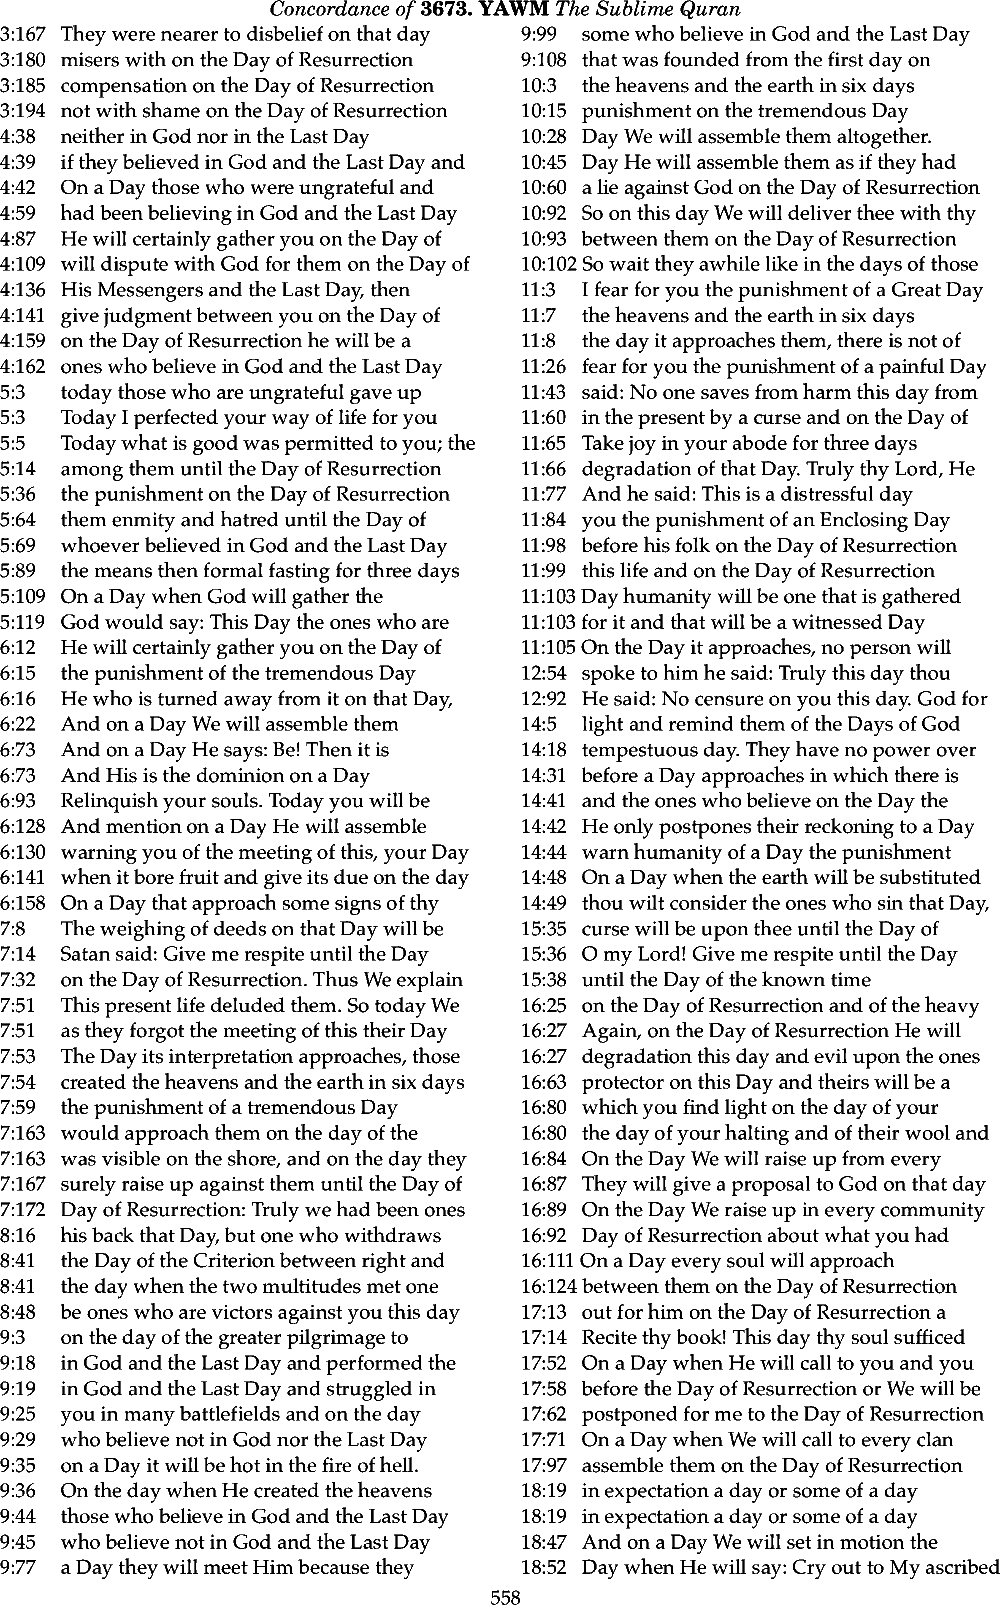 Concordance of 3673. YAWM The Sublime Quran
3:167 They were nearer to disbelief on that day
3:180 misers with on the Day of Resurrection
3:185 compensation on the Day of Resurrection
3:194 not with shame on the Day of Resurrection
4:38 neither in God nor in the Last Day
4:39 if they believed in God and the Last Day and
4:42 On a Day those who were ungrateful and
4:59 had been believing in God and the Last Day
4:87 He will certainly gather you on the Day of
4:109 will dispute with God for them on the Day of
4:136 His Messengers and the Last Day, then
4:141 give judgment between you on the Day of
4:159 on the Day of Resurrection he will be a
4:162 ones who believe in God and the Last Day
5:3 today those who are ungrateful gave up
5:3 Today I perfected your way of life for you
5:5 Today what is good was permitted to you; the
5:14 among them until the Day of Resurrection
5:36 the punishment on the Day of Resurrection
5:64 them enmity and hatred until the Day of
5:69 whoever believed in God and the Last Day
5:89 the means then formal fasting for three days
5:109 On a Day when God will gather the
5:119 God would say: This Day the ones who are
6:12 He will certainly gather you on the Day of
6:15 the punishment of the tremendous Day
6:16 He who is turned away from it on that Day,
6:22 And on a Day We will assemble them
6:73 And on a Day He says: Be! Then it is
6:73 And His is the dominion on a Day
6:93 Relinquish your souls. Today you will be
6:128 And mention on a Day He will assemble
6:130 warning you of the meeting of this, your Day
6:141 when it bore fruit and give its due on the day
6:158 On a Day that approach some signs of thy
7:8 The weighing of deeds on that Day will be
7:14 Satan said: Give me respite until the Day
7:32 on the Day of Resurrection. Thus We explain
7:51 This present life deluded them. So today We
7:51 as they forgot the meeting of this their Day
7:53 The Day its interpretation approaches, those
7:54 created the heavens and the earth in six days
7:59 the punishment of a tremendous Day
7:163 would approach them on the day of the
7:163 was visible on the shore, and on the day they
7:167 surely raise up against them until the Day of
7:172 Day of Resurrection: Truly we had been ones
8:16 his back that Day, but one who withdraws
8:41 the Day of the Criterion between right and
8:41 the day when the two multitudes met one
8:48 be ones who are victors against you this day
9:3 on the day of the greater pilgrimage to
9:18 in God and the Last Day and performed the
9:19 in God and the Last Day and struggled in
9:25 you in many battlefields and on the day
9:29 who believe not in God nor the Last Day
9:35 on a Day it will be hot in the fire of hell.
9:36 On the day when He created the heavens
9:44 those who believe in God and the Last Day
9:45 who believe not in God and the Last Day
9:77 a Day they will meet Him because they
9:99 some who believe in God and the Last Day
9:108 that was founded from the first day on
10:3 the heavens and the earth in six days
10:15 punishment on the tremendous Day
10:28 Day We will assemble them altogether.
10:45 Day He will assemble them as if they had
10:60 a lie against God on the Day of Resurrection
10:92 So on this day We will deliver thee with thy
10:93 between them on the Day of Resurrection
10:102 So wait they awhile like in the days of those
11:3 I fear for you the punishment of a Great Day
11:7 the heavens and the earth in six days
11:8 the day it approaches them, there is not of
11:26 fear for you the punishment of a painful Day
11:43 said: No one saves from harm this day from
11:60 in the present by a curse and on the Day of
11:65 Take joy in your abode for three days
11:66 degradation of that Day. Truly thy Lord, He
11:77 And he said: This is a distressful day
11:84 you the punishment of an Enclosing Day
11:98 before his folk on the Day of Resurrection
11:99 this life and on the Day of Resurrection
11:103 Day humanity will be one that is gathered
11:103 for it and that will be a witnessed Day
11:105 On the Day it approaches, no person will
12:54 spoke to him he said: Truly this day thou
12:92 He said: No censure on you this day. God for
14:5 light and remind them of the Days of God
14:18 tempestuous day. They have no power over
14:31 before a Day approaches in which there is
14:41 and the ones who believe on the Day the
14:42 He only postpones their reckoning to a Day
14:44 warn humanity of a Day the punishment
14:48 On a Day when the earth will be substituted
14:49 thou wilt consider the ones who sin that Day,
15:35 curse will be upon thee until the Day of
15:36 O my Lord! Give me respite until the Day
15:38 until the Day of the known time
16:25 on the Day of Resurrection and of the heavy
16:27 Again, on the Day of Resurrection He will
16:27 degradation this day and evil upon the ones
16:63 protector on this Day and theirs will be a
16:80 which you find light on the day of your
16:80 the day of your halting and of their wool and
16:84 On the Day We will raise up from every
16:87 They will give a proposal to God on that day
16:89 On the Day We raise up in every community
16:92 Day of Resurrection about what you had
16:111 On a Day every soul will approach
16:124 between them on the Day of Resurrection
17:13 out for him on the Day of Resurrection a
17:14 Recite thy book! This day thy soul sufficed
17:52 On a Day when He will call to you and you
17:58 before the Day of Resurrection or We will be
17:62 postponed for me to the Day of Resurrection
17:71 On a Day when We will call to every clan
17:97 assemble them on the Day of Resurrection
18:19 in expectation a day or some of a day
18:19 in expectation a day or some of a day
18:47 And on a Day We will set in motion the
18:52 Day when He will say: Cry out to My ascribed
558